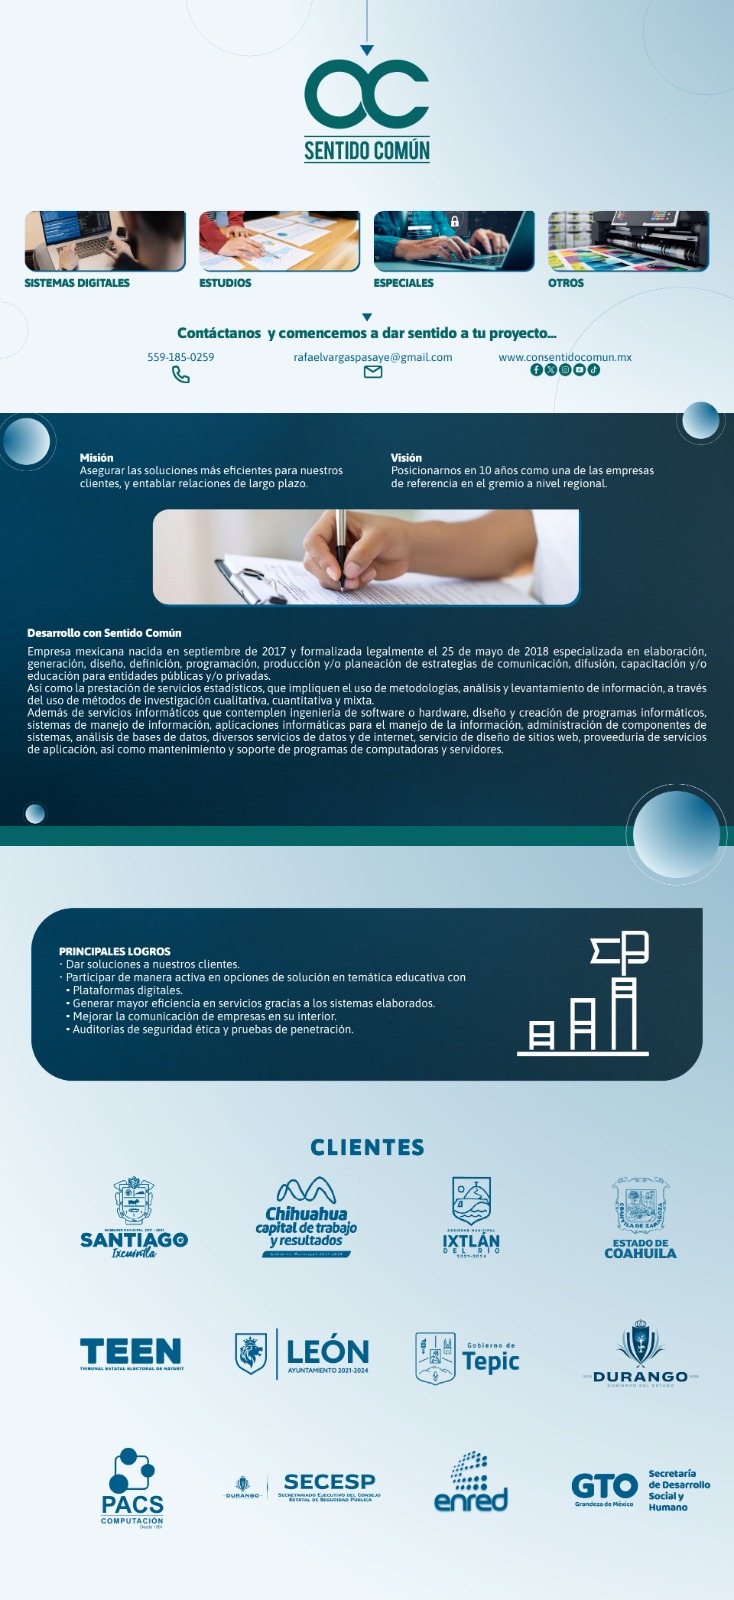 SENTIDO COMÚN
SISTEMAS DIGITALES
ESTUDIOS
ESPECIALES
OTROS
Contáctanos y comencemos a dar sentido a tu proyecto...
559-185-0259
rafaelvargaspasaye@gmail.com
www.consentidocomun.mx
Misión
Asegurar las soluciones más eficientes para nuestros
clientes, y entablar relaciones de largo plazo.
Visión
Posicionarnos en 10 años como una de las empresas
de referencia en el gremio a nivel regional.
Desarrollo con Sentido Común
Empresa mexicana nacida en septiembre de 2017 y formalizada legalmente el 25 de mayo de 2018 especializada en elaboración,
generación, diseño, definición, programación, producción y/o planeación de estrategias de comunicación, difusión, capacitación y/o
educación para entidades públicas y/o privadas.
Así como la prestación de servicios estadísticos, que impliquen el uso de metodologías, análisis y levantamiento de información, a través
del uso de métodos de investigación cualitativa, cuantitativa y mixta.
Además de servicios informáticos que contemplen ingeniería de software o hardware, diseño y creación de programas informáticos,
sistemas de manejo de información, aplicaciones informáticas para el manejo de la información, administración de componentes de
sistemas, análisis de bases de datos, diversos servicios de datos y de internet, servicio de diseño de sitios web, proveeduría de servicios
de aplicación, así como mantenimiento y soporte de programas de computadoras y servidores.
PRINCIPALES LOGROS
· Dar soluciones a nuestros clientes.
· Participar de manera activa en opciones de solución en temática educativa con
▪ Plataformas digitales.
▪ Generar mayor eficiencia en servicios gracias a los sistemas elaborados.
▪ Mejorar la comunicación de empresas en su interior.
▪ Auditorías de seguridad ética y pruebas de penetración.
CLIENTES
SANTIAGO
Ixcuintla
Chihuahua
capital de trabajo
y resultados
GOBIERNO MUNICIPAL
IXTLÁN
DEL RÍO
2021-2024
ESTADO DE
COAHUILA
TEEN
TRIBUNAL ESTATAL ELECTORAL DE NAYARIT
LEÓN
AYUNTAMIENTO 2021-2024
Gobierno de
Tepic
DURANGO
GOBIERNO DEL ESTADO
PACS
COMPUTACIÓN
DURANGO
SECESP
SECRETARIADO EJECUTIVO DEL CONSEJO
ESTATAL DE SEGURIDAD PÚBLICA
enred
GTO
Grandeza de México
Secretaría
de Desarrollo
Social y
Humano